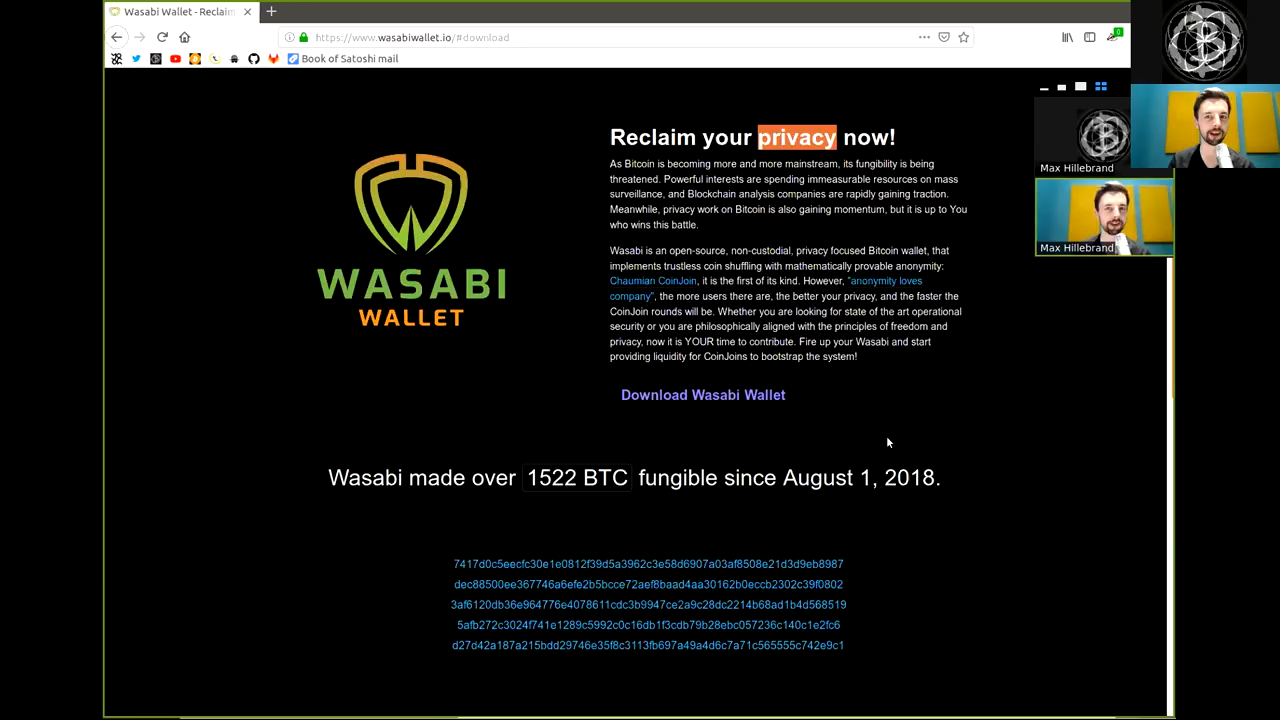 Wasabi Wallet - Reclaim
https://www.wasabiwallet.io/#download
0
Book of Satoshi mail
Max Hillebrand
Max Hillebrand
WASABI
WALLET
Reclaim your privacy now!
As Bitcoin is becoming more and more mainstream, its fungibility is being
threatened. Powerful interests are spending immeasurable resources on mass
surveillance, and Blockchain analysis companies are rapidly gaining traction.
Meanwhile, privacy work on Bitcoin is also gaining momentum, but it is up to You
who wins this battle.
Wasabi is an open-source, non-custodial, privacy focused Bitcoin wallet, that
implements trustless coin shuffling with mathematically provable anonymity:
Chaumian CoinJoin, it is the first of its kind. However, "anonymity loves
company", the more users there are, the better your privacy, and the faster the
CoinJoin rounds will be. Whether you are looking for state of the art operational
security or you are philosophically aligned with the principles of freedom and
privacy, now it is YOUR time to contribute. Fire up your Wasabi and start
providing liquidity for CoinJoins to bootstrap the system!
Download Wasabi Wallet
Wasabi made over 1522 BTC fungible since August 1, 2018.
7417d0c5eecfc30e1e0812f39d5a3962c3e58d6907a03af8508e21d3d9eb8987
dec88500ee367746a6efe2b5bcce72aef8baad4aa30162b0eccb2302c39f0802
3af6120db36e964776e4078611cdc3b9947ce2a9c28dc2214b68ad1b4d568519
5afb272c3024f741e1289c5992c0c16db1f3cdb79b28ebc057236c140c1e2fc6
d27d42a187a215bdd29746e35f8c3113fb697a49a4d6c7a71c565555c742e9c1